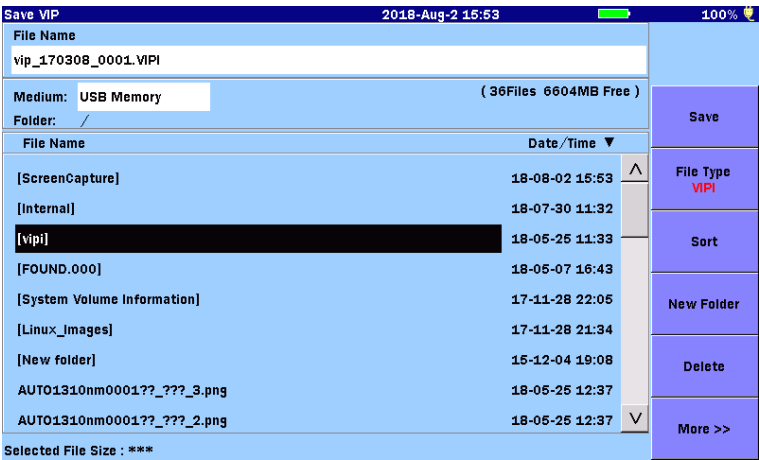 Save VIP 2018-Aug-2 15:53 100%
File Name
vip_170308_0001.VIPI
Medium: USB Memory (36Files 6604MB Free)
Folder: /
Save
File Name Date/Time ▼
[ScreenCapture] 18-08-02 15:53
File Type
VIPI
[Internal] 18-07-30 11:32
[vipi] 18-05-25 11:33
Sort
[FOUND.000] 18-05-07 16:43
[System Volume Information] 17-11-28 22:05
New Folder
[Linux_Images] 17-11-28 21:34
[New folder] 15-12-04 19:08
Delete
AUTO1310nm0001??_???_3.png 18-05-25 12:37
AUTO1310nm0001??_???_2.png 18-05-25 12:37
More >>
Selected File Size : ***